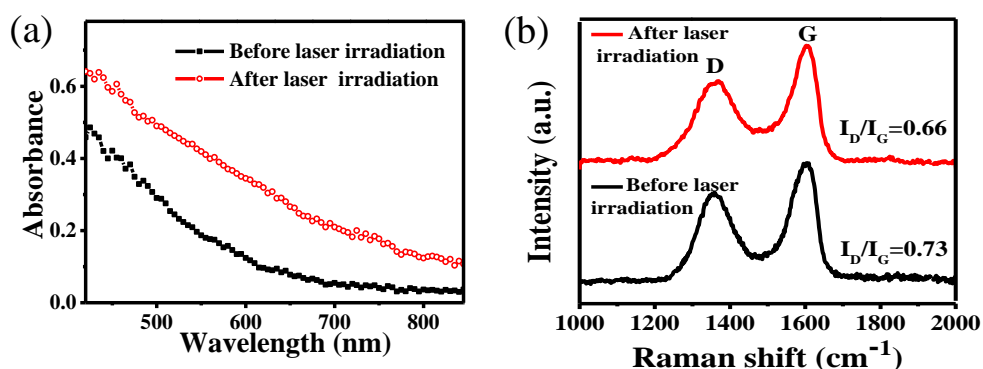 (a)
Before laser irradiation
After laser irradiation
0.6
0.4
0.2
0.0
Absorbance
500 600 700 800
Wavelength (nm)
(b)
After laser
irradiation
D
G
I_D/I_G=0.66
Before laser
irradiation
I_D/I_G=0.73
Intensity (a.u.)
1000 1200 1400 1600 1800 2000
Raman shift (cm⁻¹)